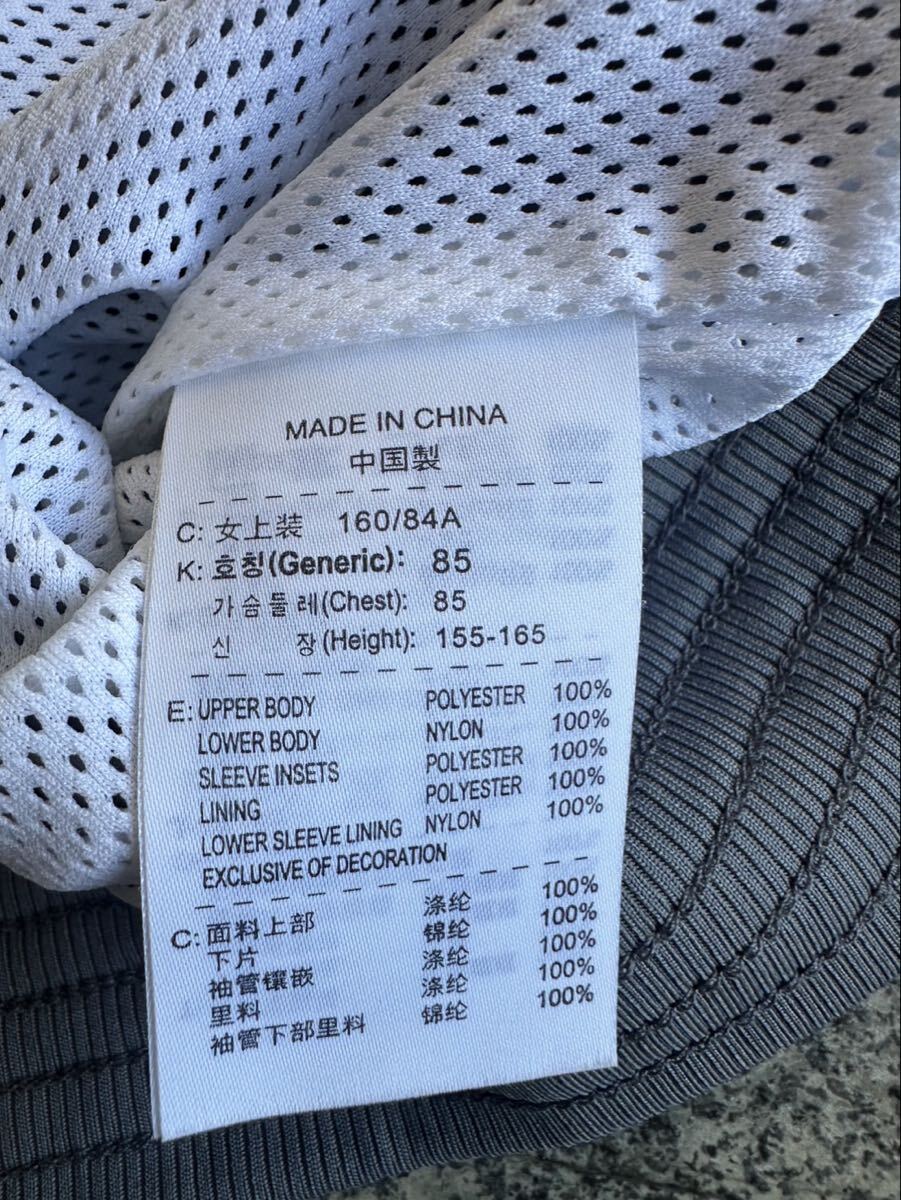 MADE IN CHINA
中国製
C: 女上装 160/84A
K: 호칭(Generic): 85
가슴둘레(Chest): 85
신 장(Height): 155-165
E: UPPER BODY POLYESTER 100%
LOWER BODY NYLON 100%
SLEEVE INSETS POLYESTER 100%
LINING POLYESTER 100%
LOWER SLEEVE LINING NYLON 100%
EXCLUSIVE OF DECORATION
C: 面料上部 涤纶 100%
下片 锦纶 100%
袖管镶嵌 涤纶 100%
里料 涤纶 100%
袖管下部里料 锦纶 100%